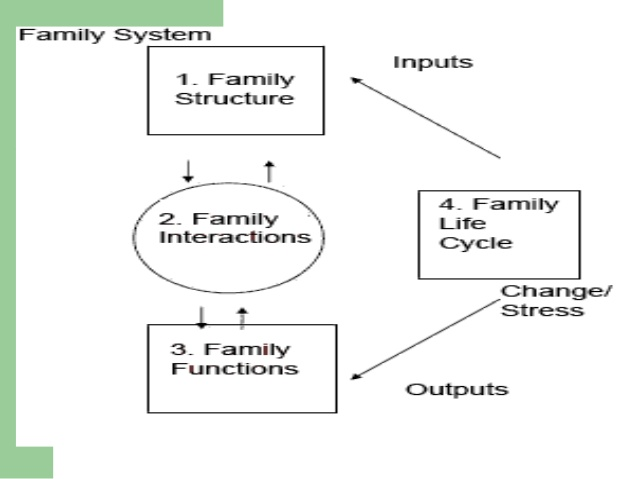 Family System
1. Family
Structure
Inputs
2. Family
Interactions
4. Family
Life
Cycle
Change/
Stress
3. Family
Functions
Outputs